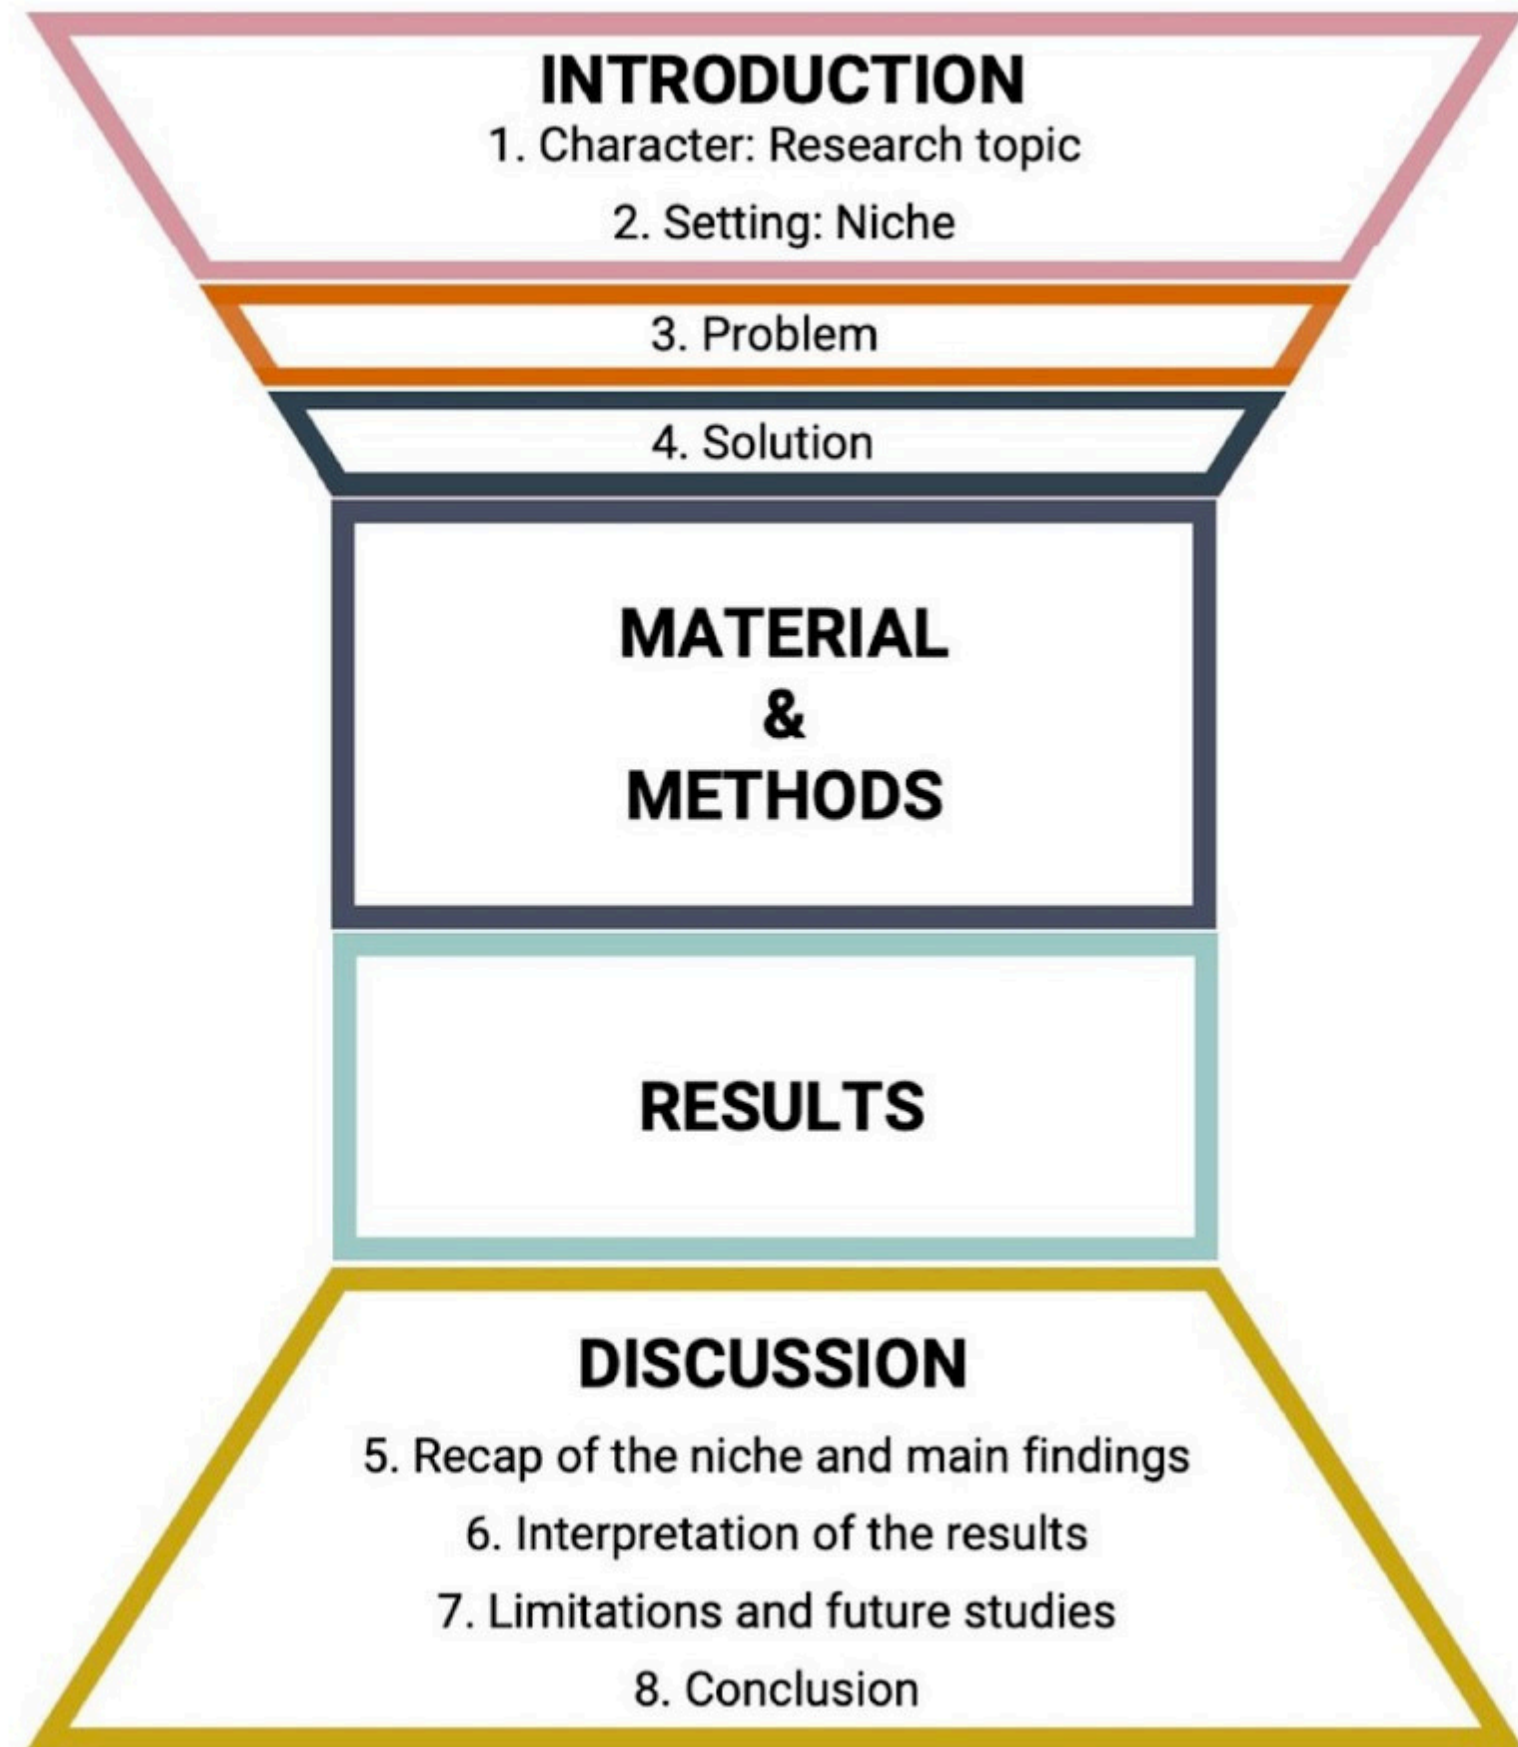 INTRODUCTION
1. Character: Research topic
2. Setting: Niche
3. Problem
4. Solution
MATERIAL
&
METHODS
RESULTS
DISCUSSION
5. Recap of the niche and main findings
6. Interpretation of the results
7. Limitations and future studies
8. Conclusion